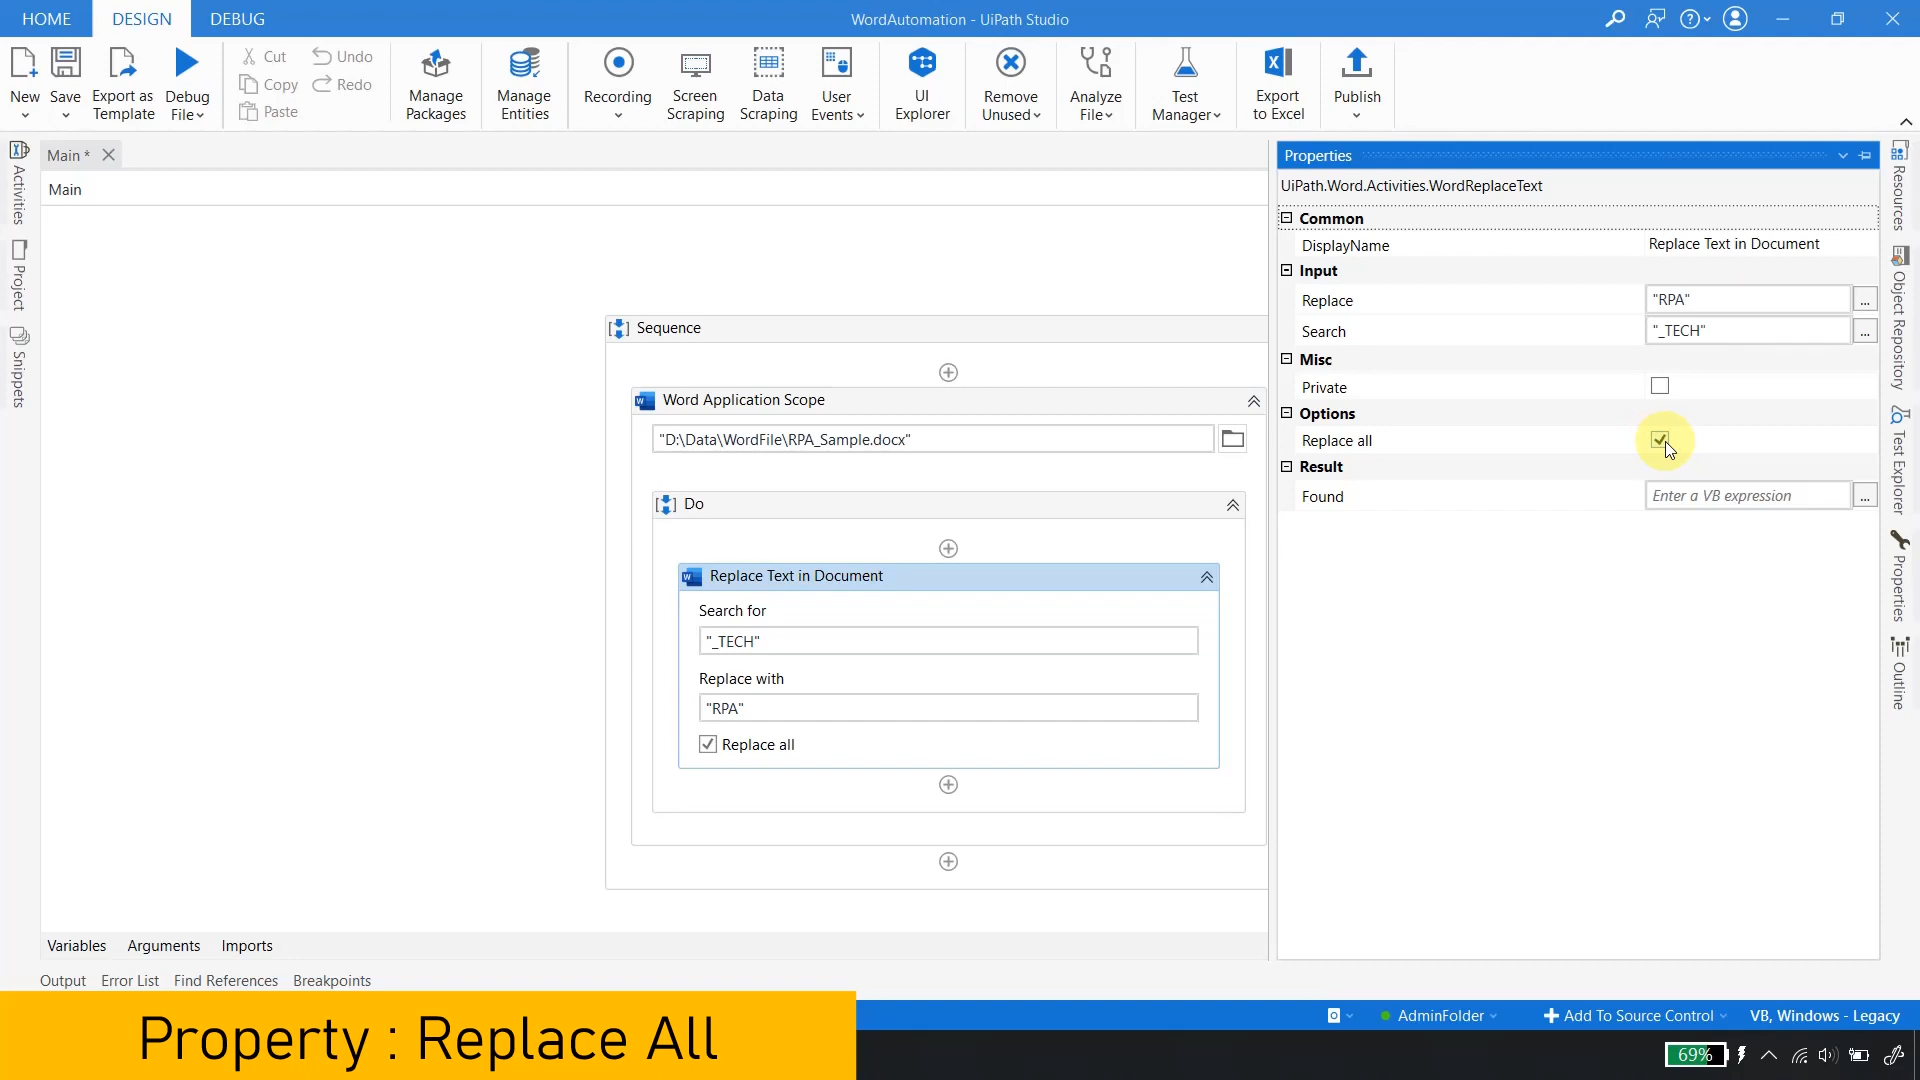 HOME DESIGN DEBUG
WordAutomation - UiPath Studio
New
Save
Export as
Template
Debug
File
Cut
Copy
Paste
Undo
Redo
Manage
Packages
Manage
Entities
Recording
Screen
Scraping
Data
Scraping
User
Events
UI
Explorer
Remove
Unused
Analyze
File
Test
Manager
Export
to Excel
Publish
Activities
Project
Snippets
Main *
Main
Sequence
Word Application Scope
"D:\Data\WordFile\RPA_Sample.docx"
Do
Replace Text in Document
Search for
"_TECH"
Replace with
"RPA"
Replace all
Properties
UiPath.Word.Activities.WordReplaceText
Common
DisplayName Replace Text in Document
Input
Replace "RPA" ...
Search "_TECH" ...
Misc
Private
Options
Replace all
Result
Found Enter a VB expression ...
Resources
Object Repository
Test Explorer
Properties
Outline
Variables Arguments Imports
Output Error List Find References Breakpoints
AdminFolder Add To Source Control VB, Windows - Legacy
Property : Replace All
69%